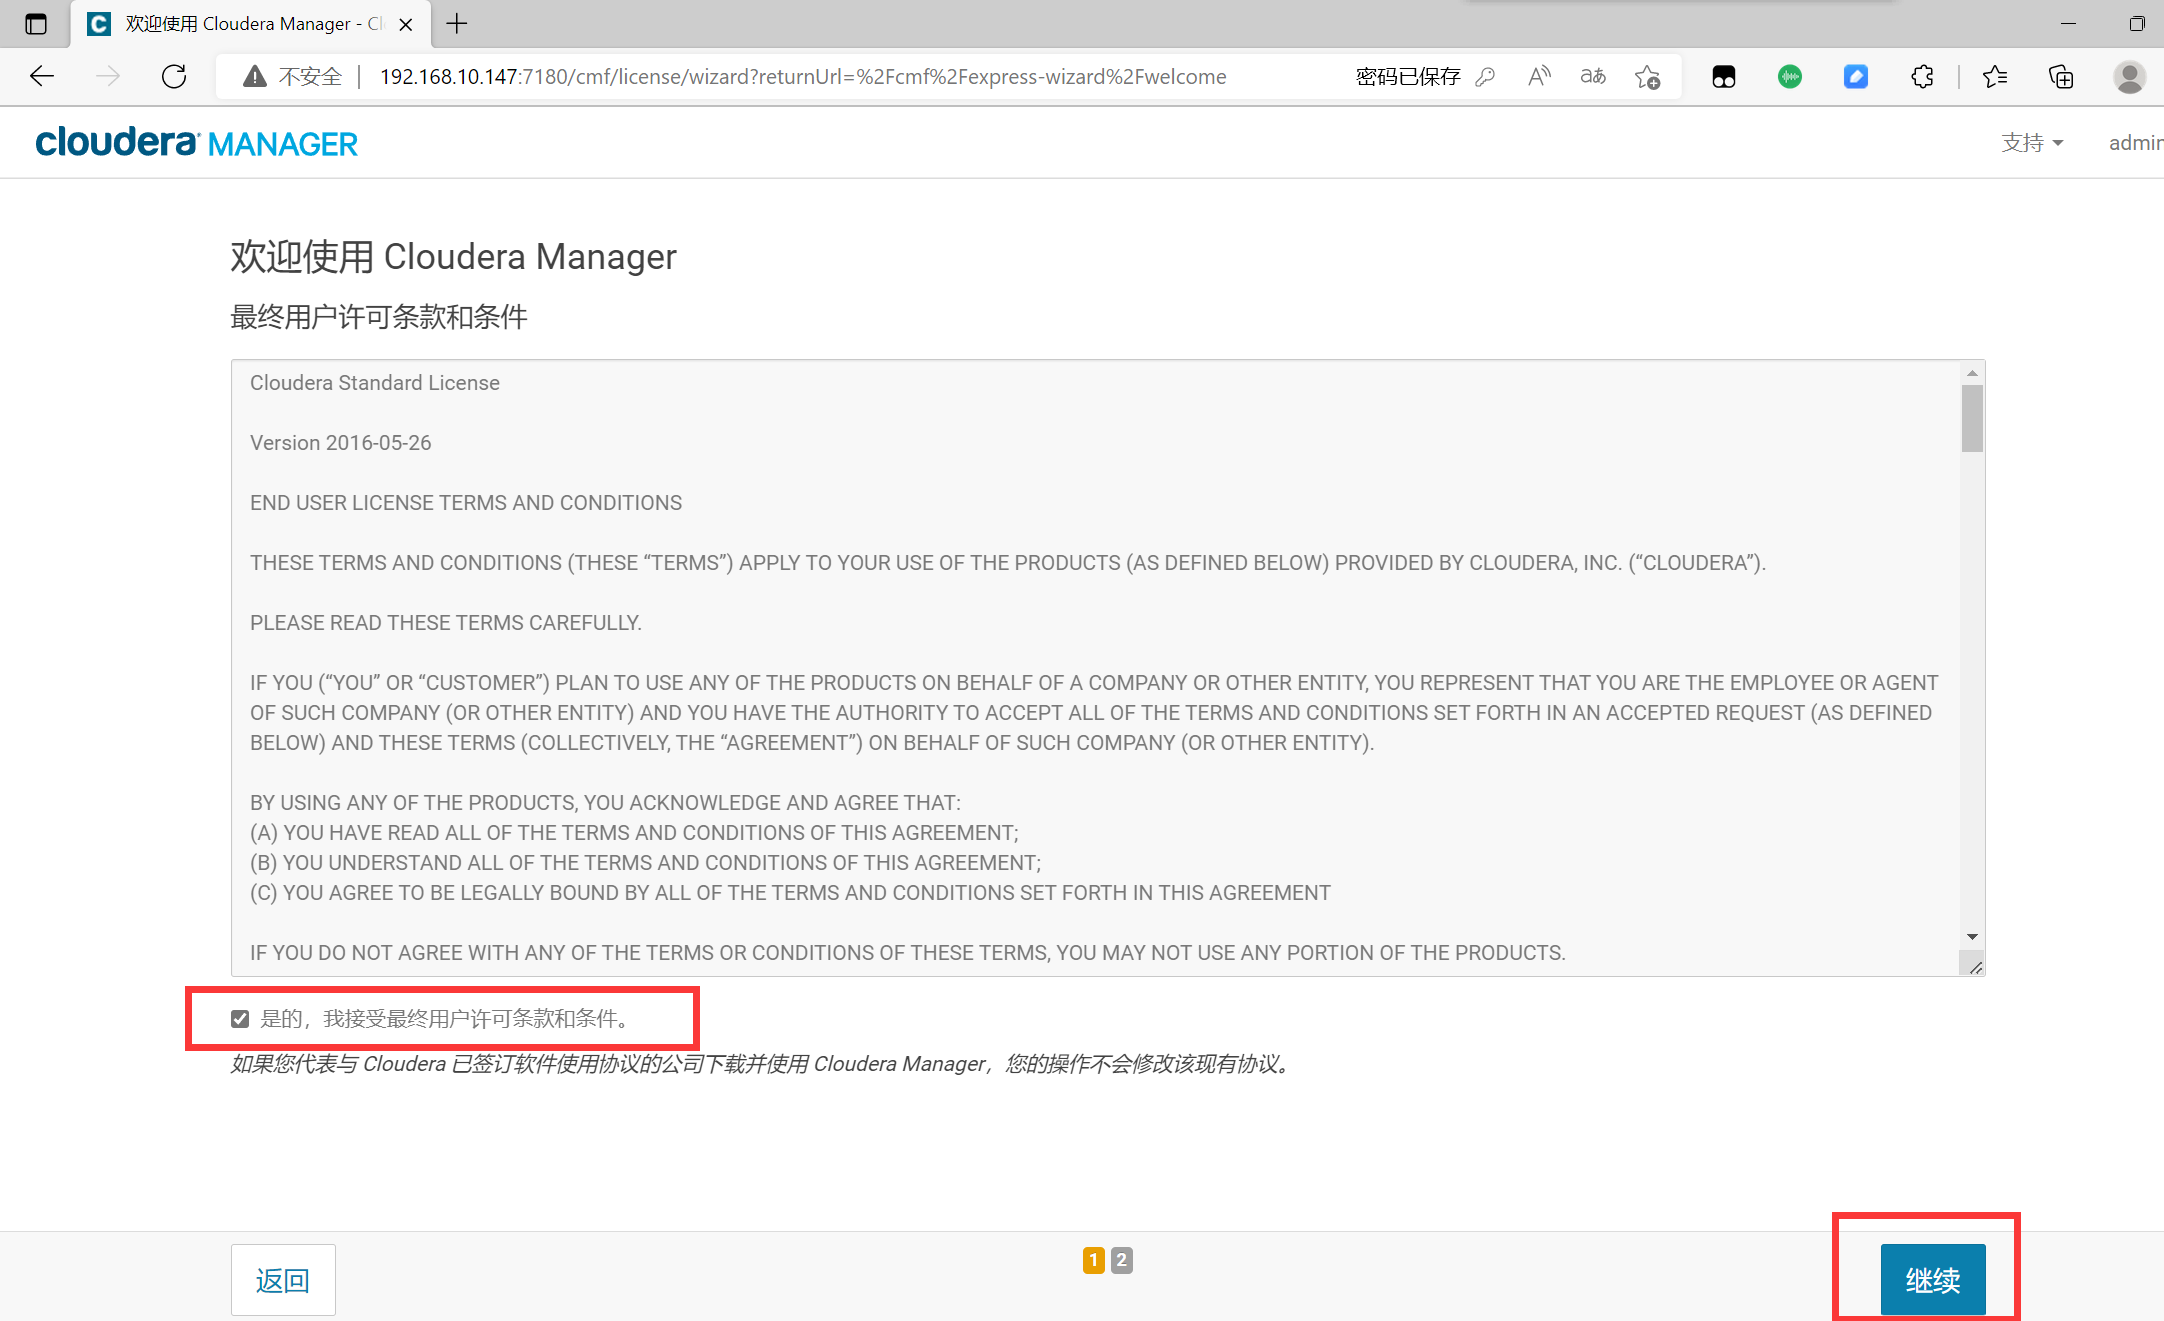 欢迎使用 Cloudera Manager - Cl
不安全
192.168.10.147:7180/cmf/license/wizard?returnUrl=%2Fcmf%2Fexpress-wizard%2Fwelcome
密码已保存
cloudera MANAGER
支持
admin
欢迎使用 Cloudera Manager
最终用户许可条款和条件
Cloudera Standard License
Version 2016-05-26
END USER LICENSE TERMS AND CONDITIONS
THESE TERMS AND CONDITIONS (THESE “TERMS”) APPLY TO YOUR USE OF THE PRODUCTS (AS DEFINED BELOW) PROVIDED BY CLOUDERA, INC. (“CLOUDERA”).
PLEASE READ THESE TERMS CAREFULLY.
IF YOU (“YOU” OR “CUSTOMER”) PLAN TO USE ANY OF THE PRODUCTS ON BEHALF OF A COMPANY OR OTHER ENTITY, YOU REPRESENT THAT YOU ARE THE EMPLOYEE OR AGENT
OF SUCH COMPANY (OR OTHER ENTITY) AND YOU HAVE THE AUTHORITY TO ACCEPT ALL OF THE TERMS AND CONDITIONS SET FORTH IN AN ACCEPTED REQUEST (AS DEFINED
BELOW) AND THESE TERMS (COLLECTIVELY, THE “AGREEMENT”) ON BEHALF OF SUCH COMPANY (OR OTHER ENTITY).
BY USING ANY OF THE PRODUCTS, YOU ACKNOWLEDGE AND AGREE THAT:
(A) YOU HAVE READ ALL OF THE TERMS AND CONDITIONS OF THIS AGREEMENT;
(B) YOU UNDERSTAND ALL OF THE TERMS AND CONDITIONS OF THIS AGREEMENT;
(C) YOU AGREE TO BE LEGALLY BOUND BY ALL OF THE TERMS AND CONDITIONS SET FORTH IN THIS AGREEMENT
IF YOU DO NOT AGREE WITH ANY OF THE TERMS OR CONDITIONS OF THESE TERMS, YOU MAY NOT USE ANY PORTION OF THE PRODUCTS.
是的，我接受最终用户许可条款和条件。
如果您代表与 Cloudera 已签订软件使用协议的公司下载并使用 Cloudera Manager，您的操作不会修改该现有协议。
返回
1 2
继续